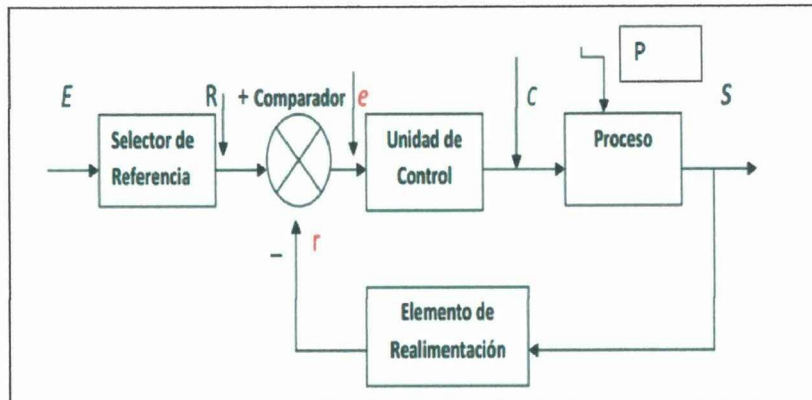 E
R
+ Comparador
e
C
P
S
Selector de
Referencia
Unidad de
Control
Proceso
−
r
Elemento de
Realimentación